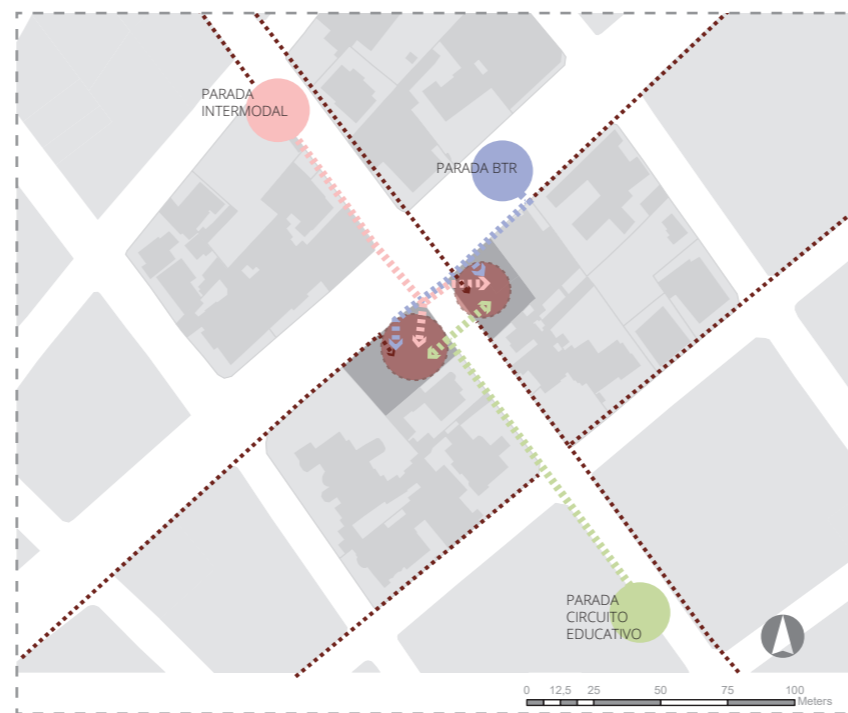 PARADA
INTERMODAL
PARADA BTR
PARADA
CIRCUITO
EDUCATIVO
0 12,5 25 50 75 100
Meters